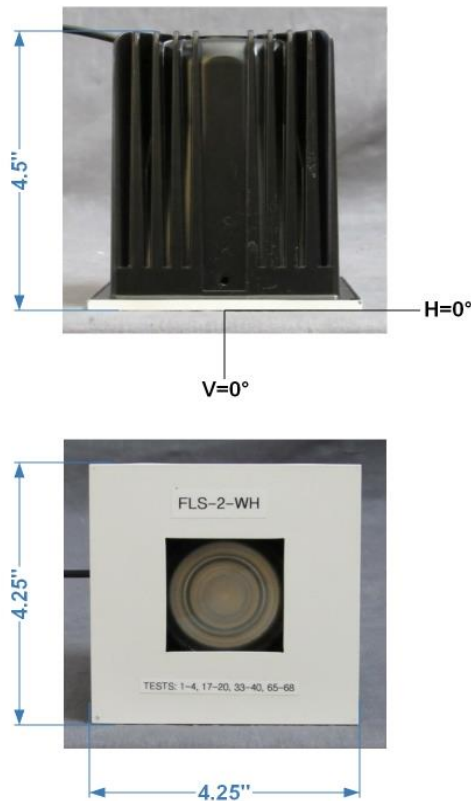 4.5"
H=0°
V=0°
FLS-2-WH
4.25"
TESTS: 1-4, 17-20, 33-40, 65-68
4.25"